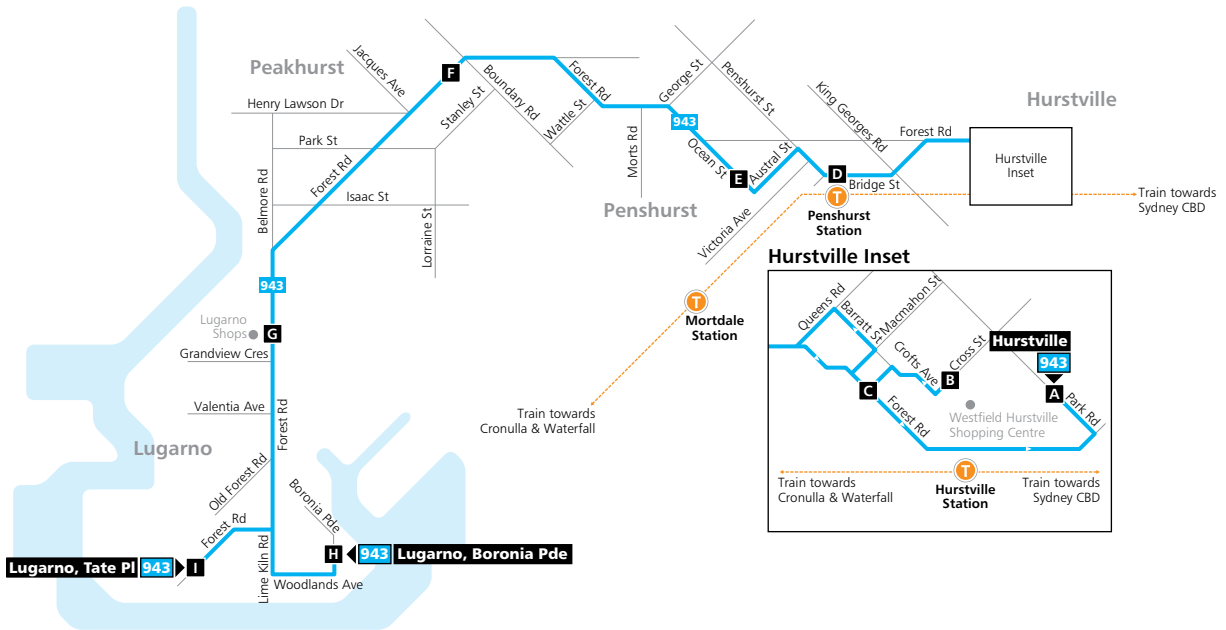 Peakhurst
Jacques Ave
F
Henry Lawson Dr
Park St
Forest Rd
Belmore Rd
Isaac St
Lorraine St
Stanley St
Boundary Rd
Wattle St
Forest Rd
Morts Rd
George St
943
Ocean St
E
Penshurst
Penshurst St
Austral St
Victoria Ave
King Georges Rd
Forest Rd
D
Bridge St
T
Penshurst
Station
Hurstville
Hurstville
Inset
Train towards
Sydney CBD
T
Mortdale
Station
Train towards
Cronulla & Waterfall
943
Lugarno
Shops
G
Grandview Cres
Valentia Ave
Forest Rd
Lugarno
Old Forest Rd
Forest Rd
Boronia Pde
Lime Kiln Rd
Woodlands Ave
H
943
Lugarno, Boronia Pde
Lugarno, Tate Pl
943
I
Hurstville Inset
Queens Rd
Barratt St
Macmahon St
Crofts Ave
Cross St
B
C
Forest Rd
Hurstville
943
A
Park Rd
Westfield Hurstville
Shopping Centre
Train towards
Cronulla & Waterfall
T
Hurstville
Station
Train towards
Sydney CBD